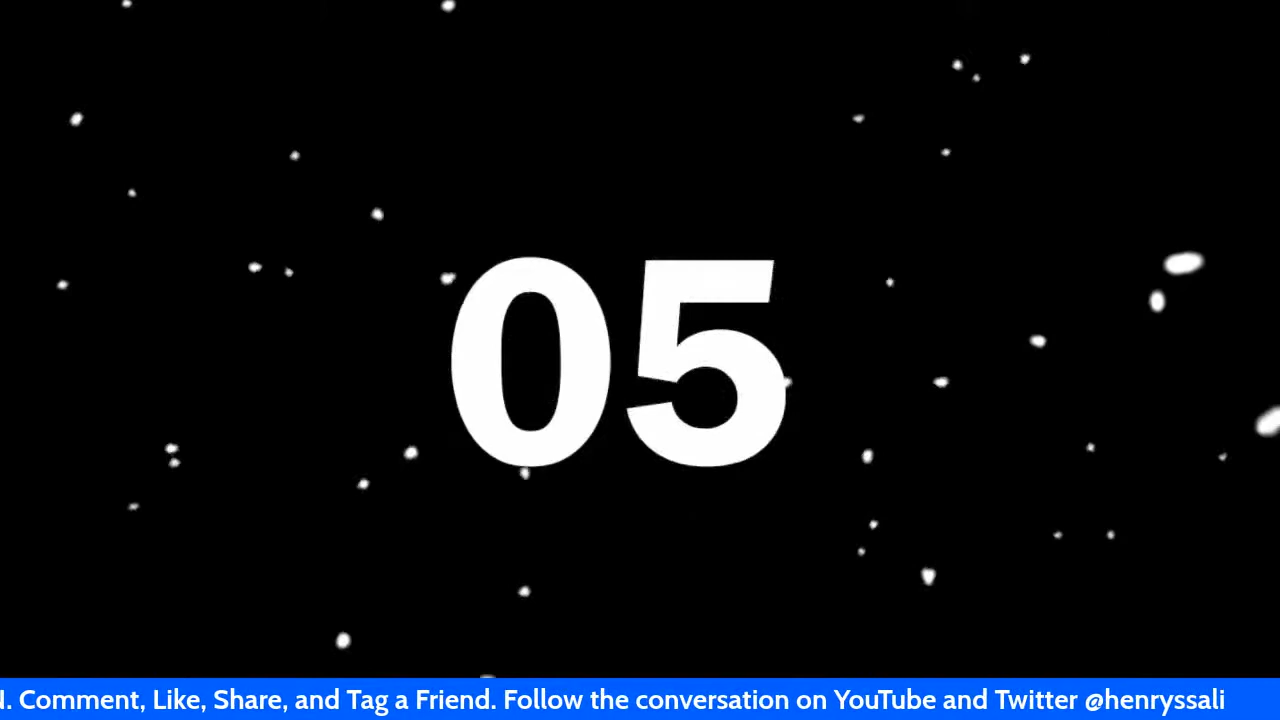 05
. Comment, Like, Share, and Tag a Friend. Follow the conversation on YouTube and Twitter @henryssali